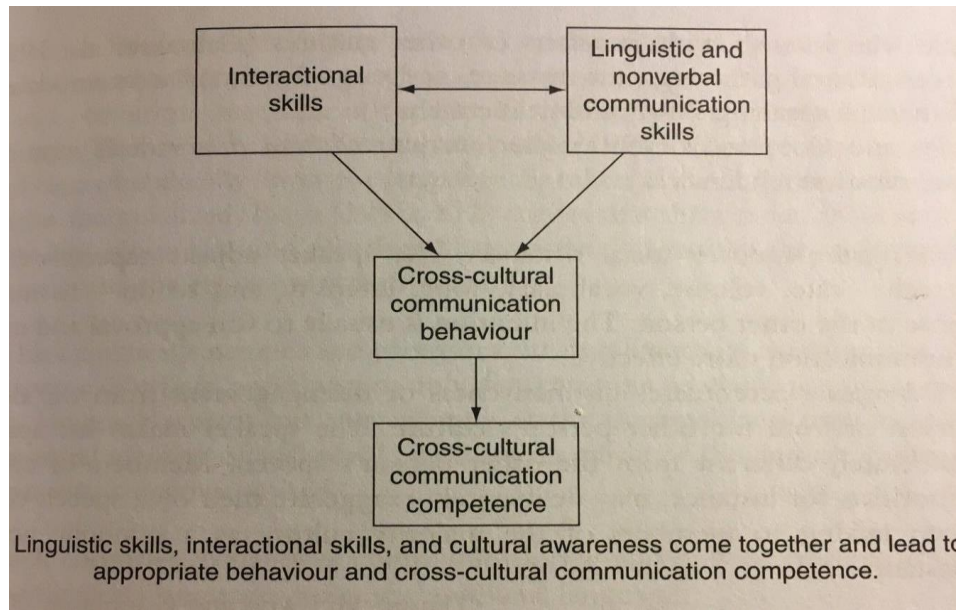 Interactional
skills
Linguistic and
nonverbal
communication
skills
Cross-cultural
communication
behaviour
Cross-cultural
communication
competence
Linguistic skills, interactional skills, and cultural awareness come together and lead to
appropriate behaviour and cross-cultural communication competence.